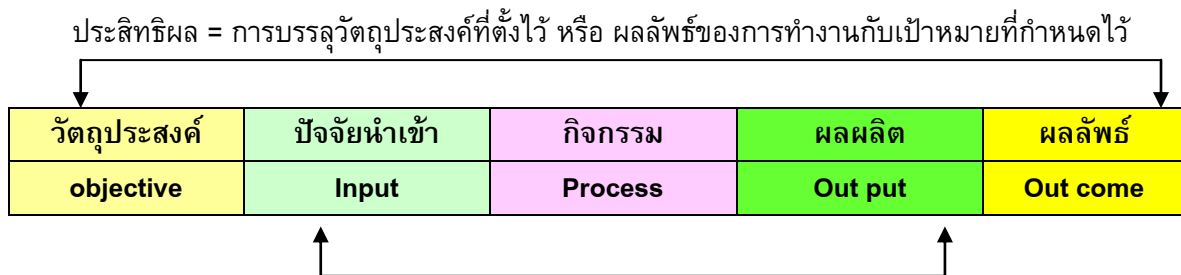 ประสิทธิผล = การบรรลุวัตถุประสงค์ที่ตั้งไว้ หรือ ผลลัพธ์ของการทำงานกับเป้าหมายที่กำหนดไว้
วัตถุประสงค์ ปัจจัยนำเข้า กิจกรรม ผลผลิต ผลลัพธ์
objective Input Process Out put Out come